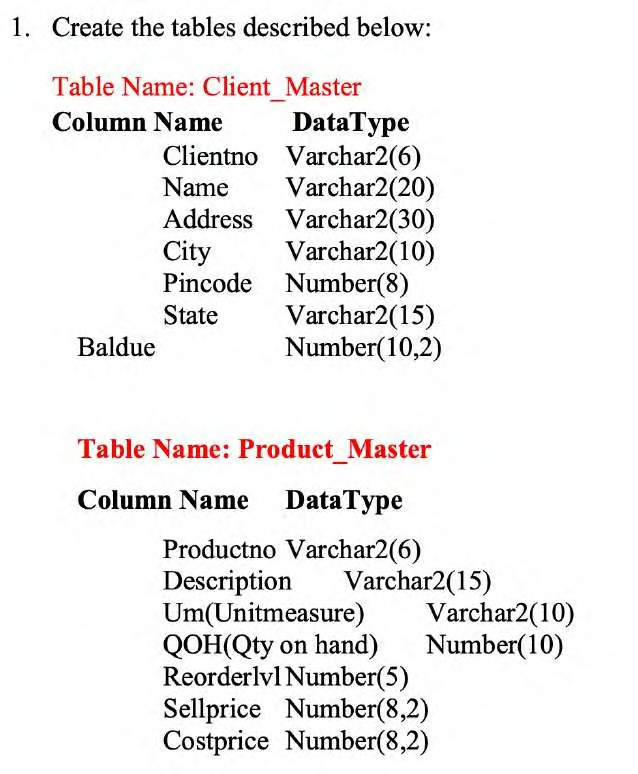 1. Create the tables described below:
Table Name: Client_Master
Column Name DataType
Clientno Varchar2(6)
Name Varchar2(20)
Address Varchar2(30)
City Varchar2(10)
Pincode Number(8)
State Varchar2(15)
Baldue Number(10,2)
Table Name: Product_Master
Column Name DataType
Productno Varchar2(6)
Description Varchar2(15)
Um(Unitmeasure) Varchar2(10)
QOH(Qty on hand) Number(10)
Reorderlvl Number(5)
Sellprice Number(8,2)
Costprice Number(8,2)